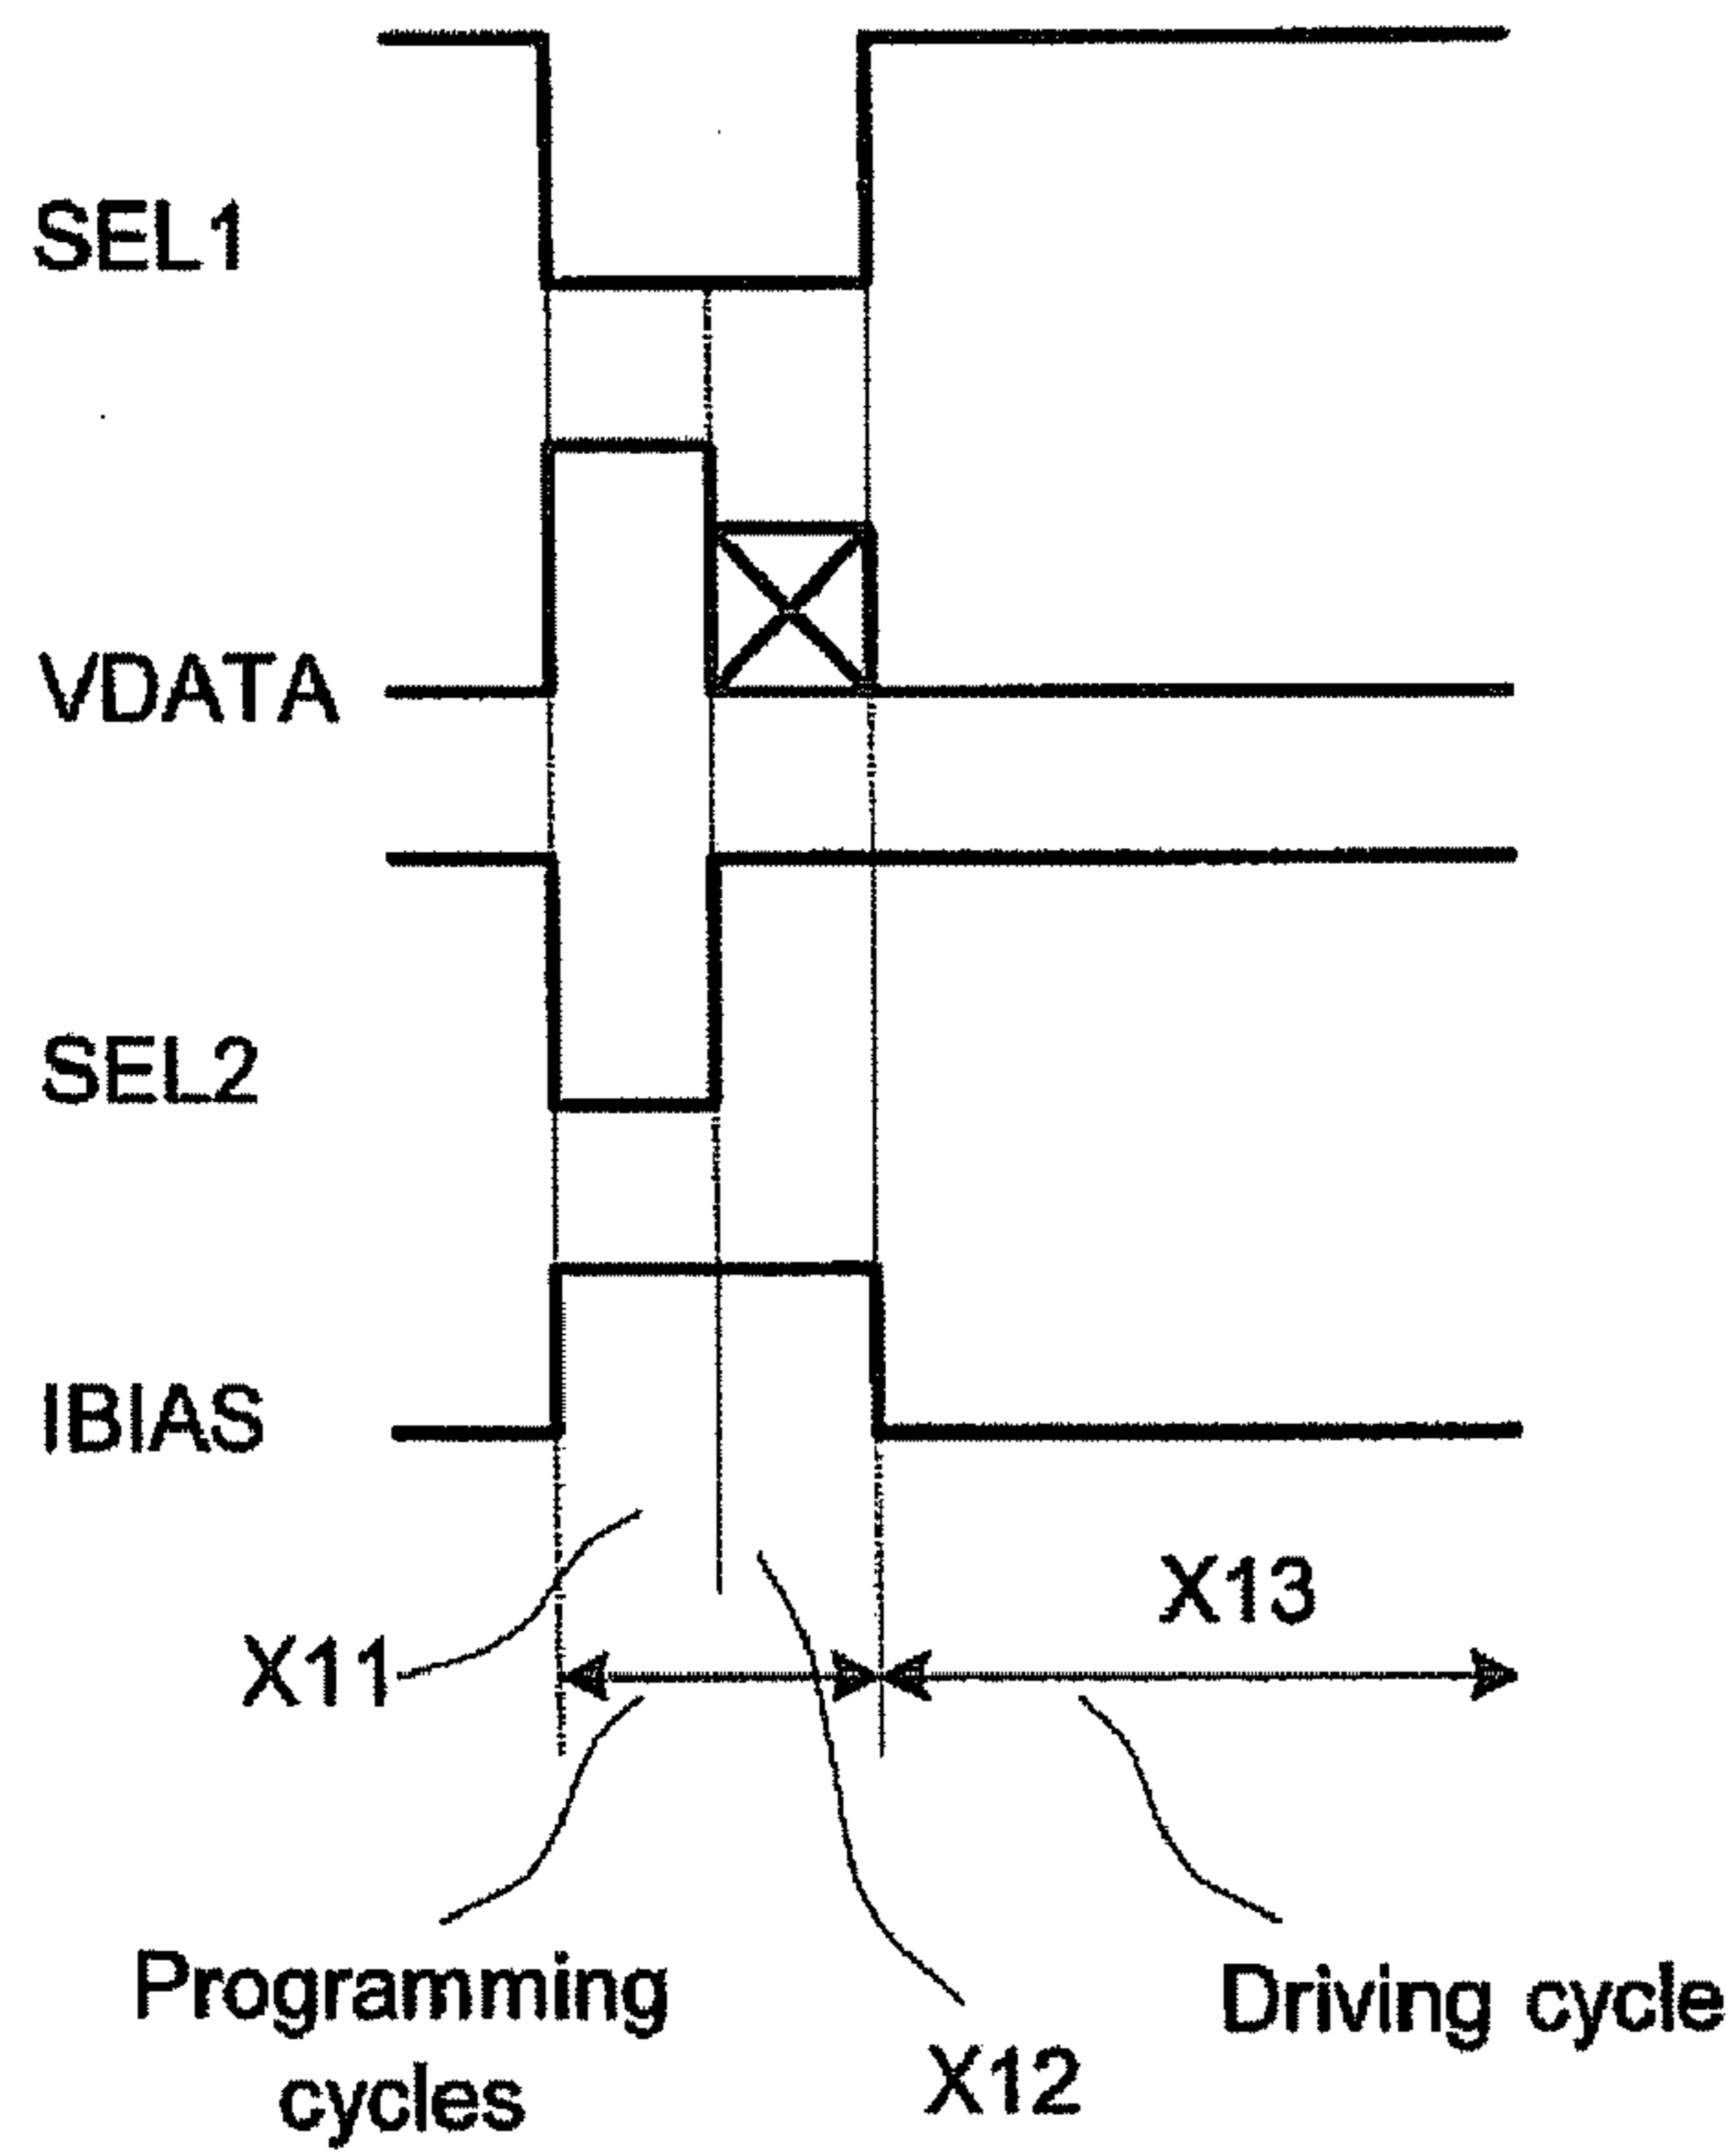 SEL1
VDATA
SEL2
IBIAS
X13
X11
Programming
cycles
Driving cycle
X12